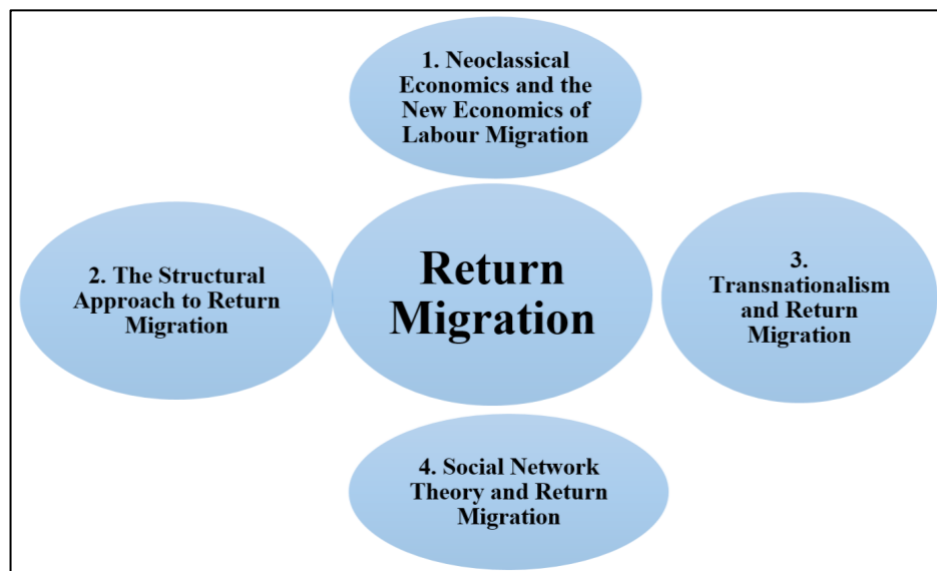 1. Neoclassical
Economics and the
New Economics of
Labour Migration
2. The Structural
Approach to Return
Migration
Return
Migration
3.
Transnationalism
and Return
Migration
4. Social Network
Theory and Return
Migration